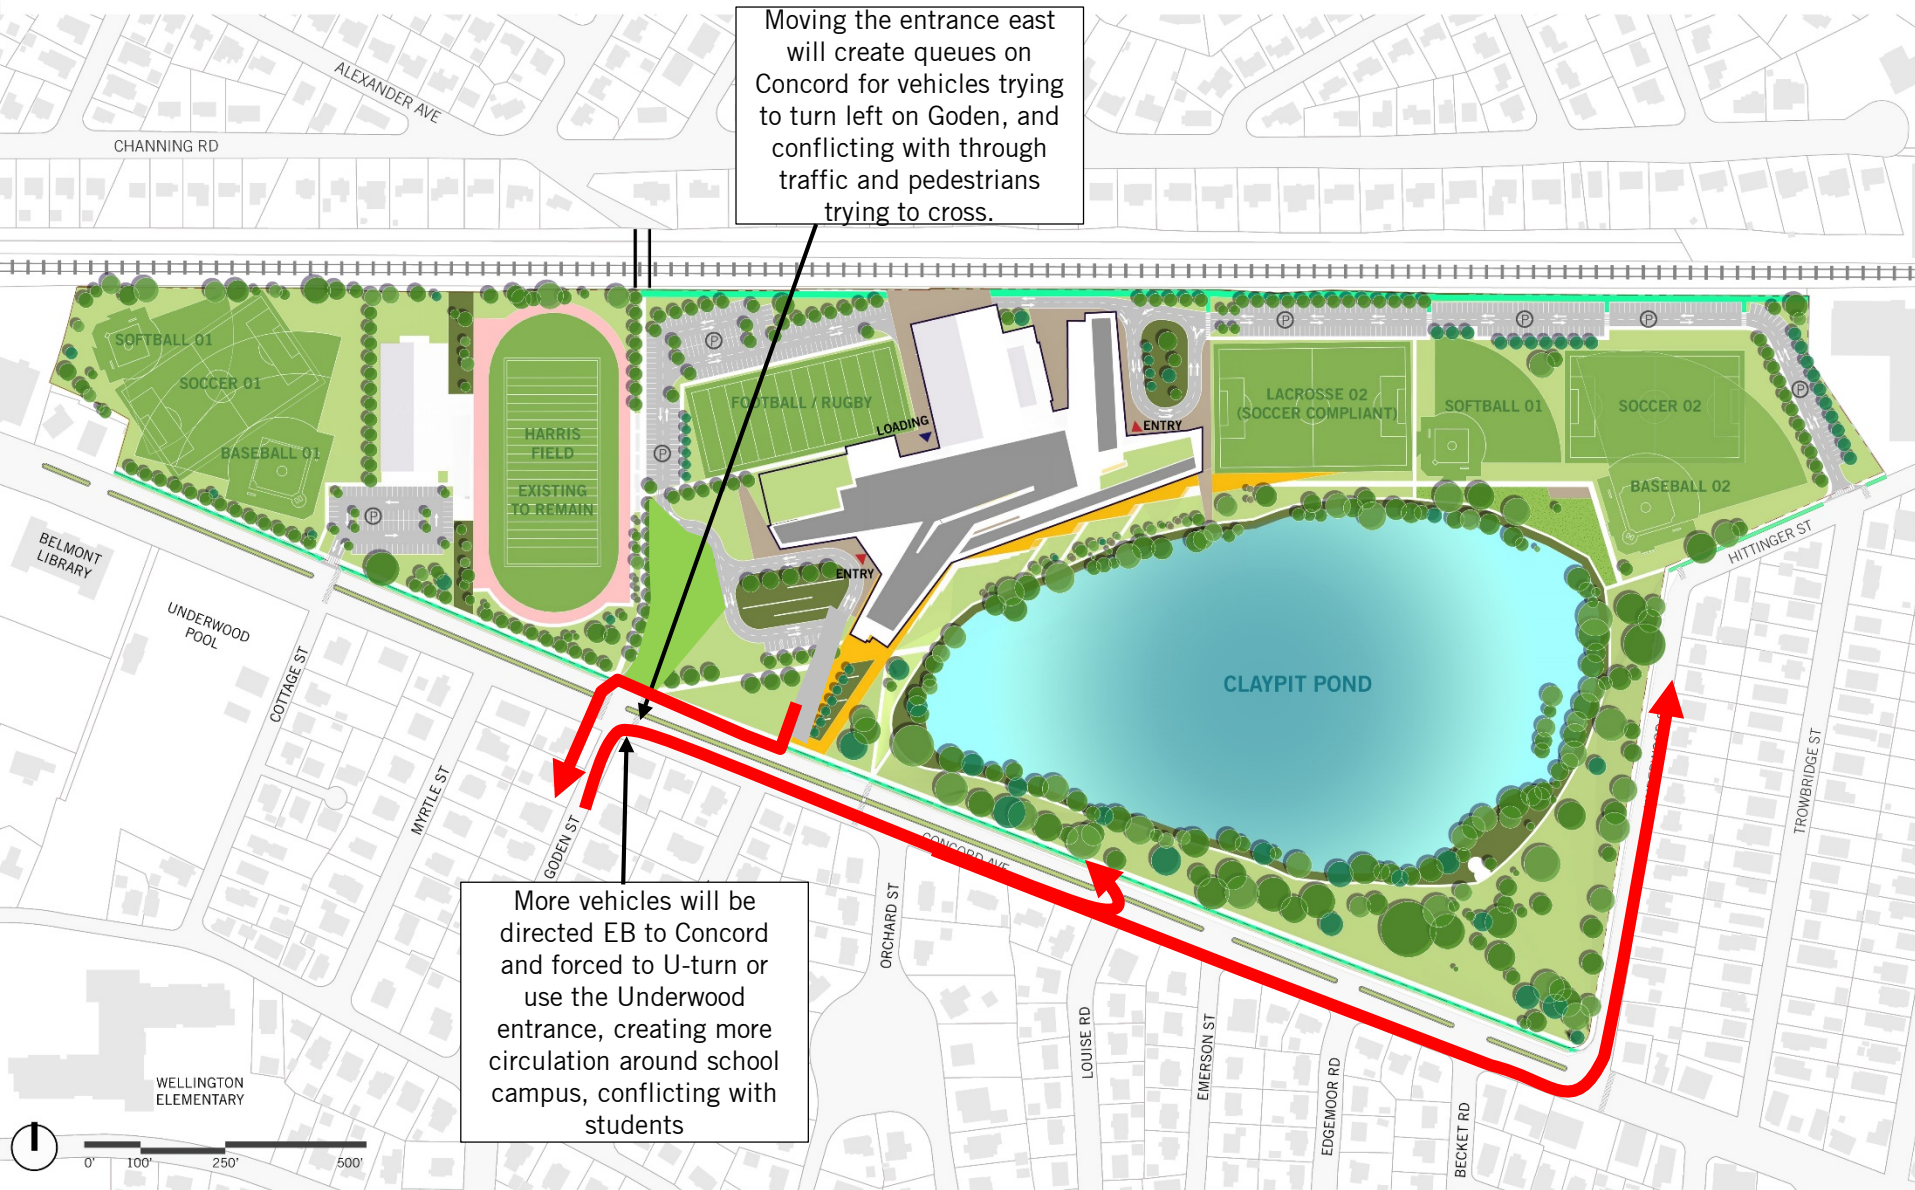 Moving the entrance east
will create queues on
Concord for vehicles trying
to turn left on Goden, and
conflicting with through
traffic and pedestrians
trying to cross.
ALEXANDER AVE
CHANNING RD
SOFTBALL 01
SOCCER 01
BASEBALL 01
HARRIS
FIELD
EXISTING
TO REMAIN
P
P
P
FOOTBALL / RUGBY
LOADING
ENTRY
ENTRY
P
P
P
P
LACROSSE 02
(SOCCER COMPLIANT)
SOFTBALL 01
SOCCER 02
BASEBALL 02
HITTINGER ST
BELMONT
LIBRARY
UNDERWOOD
POOL
COTTAGE ST
MYRTLE ST
GODEN ST
CLAYPIT POND
CONCORD AVE
ORCHARD ST
LOUISE RD
EMERSON ST
EDGEMOOR RD
BECKET RD
TROWBRIDGE ST
More vehicles will be
directed EB to Concord
and forced to U-turn or
use the Underwood
entrance, creating more
circulation around school
campus, conflicting with
students
WELLINGTON
ELEMENTARY
0' 100' 250' 500'